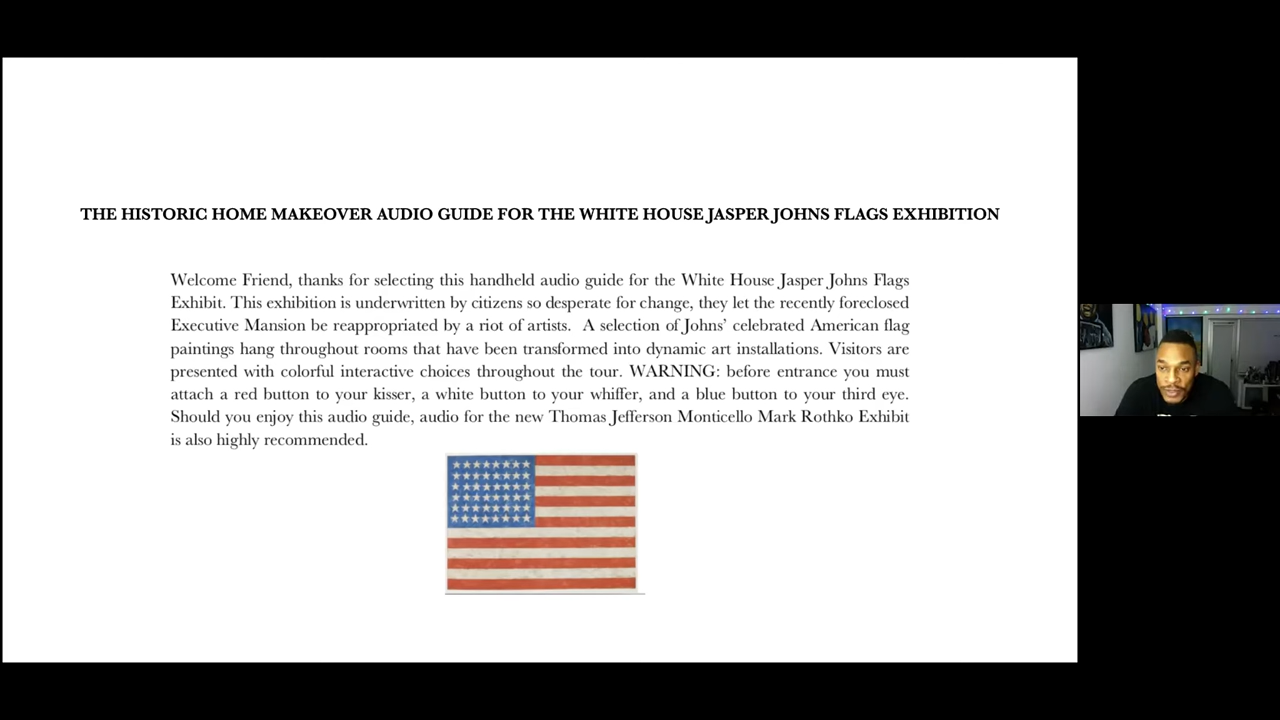 THE HISTORIC HOME MAKEOVER AUDIO GUIDE FOR THE WHITE HOUSE JASPER JOHNS FLAGS EXHIBITION
Welcome Friend, thanks for selecting this handheld audio guide for the White House Jasper Johns Flags
Exhibit. This exhibition is underwritten by citizens so desperate for change, they let the recently foreclosed
Executive Mansion be reappropriated by a riot of artists.  A selection of Johns’ celebrated American flag
paintings hang throughout rooms that have been transformed into dynamic art installations. Visitors are
presented with colorful interactive choices throughout the tour. WARNING: before entrance you must
attach a red button to your kisser, a white button to your whiffer, and a blue button to your third eye.
Should you enjoy this audio guide, audio for the new Thomas Jefferson Monticello Mark Rothko Exhibit
is also highly recommended.